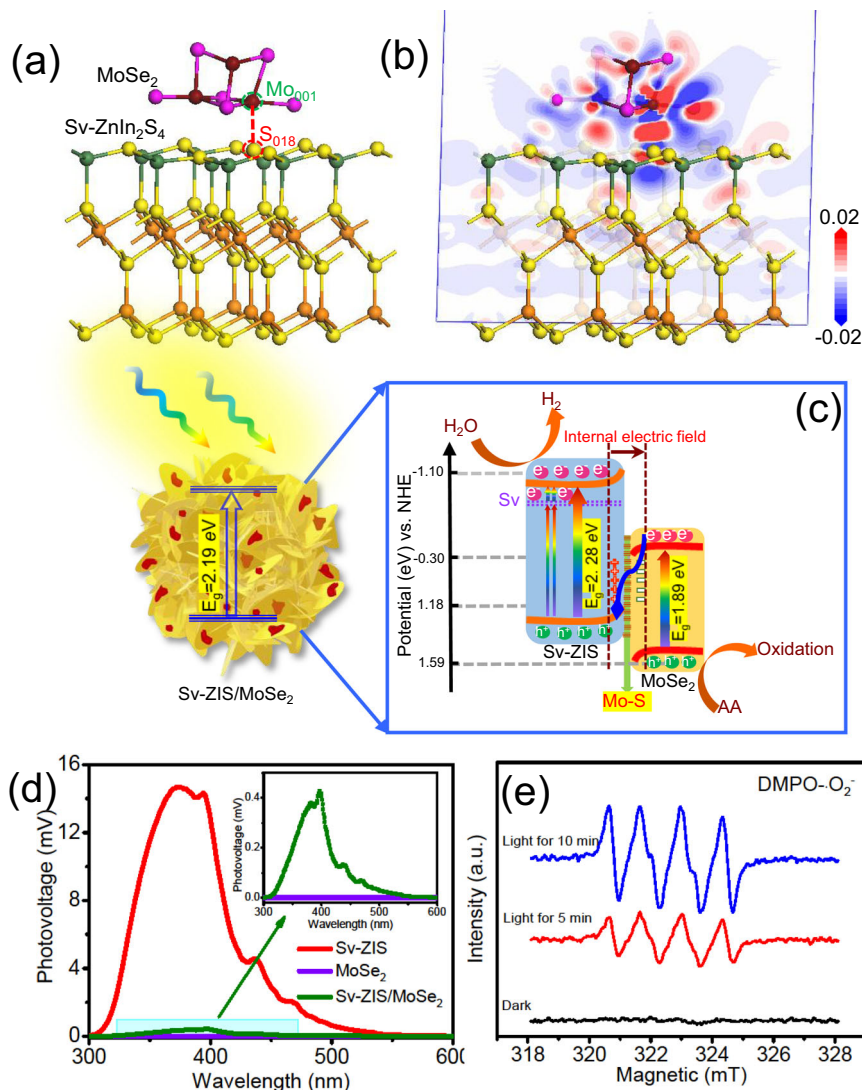 (a)
MoSe2
Mo001
Sv-ZnIn2S4
S018
(b)
0.02
-0.02
Eg=2.19 eV
Sv-ZIS/MoSe2
(c)
H2O
H2
Internal electric field
Potential (eV) vs. NHE
-1.10
-0.30
1.18
1.59
e- e- e- e-
Sv
e- e-
e- e- e-
Eg=2. 28 eV
Eg=1.89 eV
++++
h+ h+ h+ h+
Sv-ZIS
h+ h+ h+
MoSe2
Mo-S
Oxidation
AA
(d)
Photovoltage (mV)
16
12
8
4
0
300 400 500 600
Wavelength (nm)
Photovoltage (mV)
0.4
0.2
0.0
300 400 500 600
Wavelength (nm)
Sv-ZIS
MoSe2
Sv-ZIS/MoSe2
(e)
DMPO-·O2-
Intensity (a.u.)
Light for 10 min
Light for 5 min
Dark
318 320 322 324 326 328
Magnetic (mT)